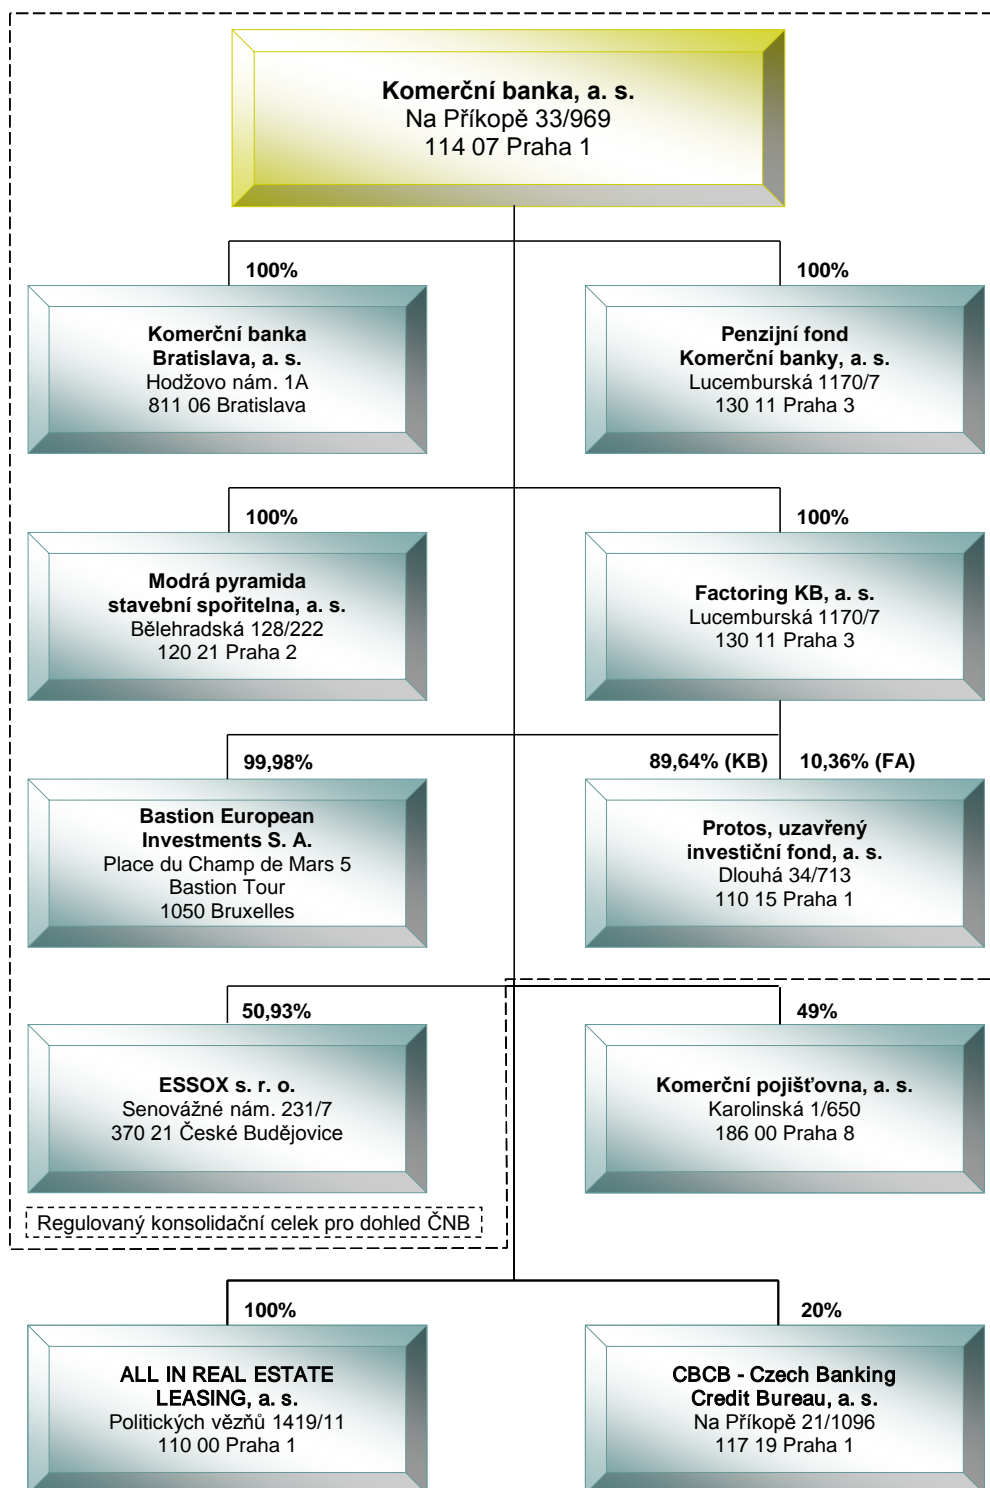 Komerční banka, a. s.
Na Příkopě 33/969
114 07 Praha 1
100%
100%
Komerční banka
Bratislava, a. s.
Hodžovo nám. 1A
811 06 Bratislava
Penzijní fond
Komerční banky, a. s.
Lucemburská 1170/7
130 11 Praha 3
100%
100%
Modrá pyramida
stavební spořitelna, a. s.
Bělehradská 128/222
120 21 Praha 2
Factoring KB, a. s.
Lucemburská 1170/7
130 11 Praha 3
99,98%
89,64% (KB)
10,36% (FA)
Bastion European
Investments S. A.
Place du Champ de Mars 5
Bastion Tour
1050 Bruxelles
Protos, uzavřený
investiční fond, a. s.
Dlouhá 34/713
110 15 Praha 1
50,93%
49%
ESSOX s. r. o.
Senovážné nám. 231/7
370 21 České Budějovice
Komerční pojišťovna, a. s.
Karolinská 1/650
186 00 Praha 8
Regulovaný konsolidační celek pro dohled ČNB
100%
20%
ALL IN REAL ESTATE
LEASING, a. s.
Politických vězňů 1419/11
110 00 Praha 1
CBCB - Czech Banking
Credit Bureau, a. s.
Na Příkopě 21/1096
117 19 Praha 1